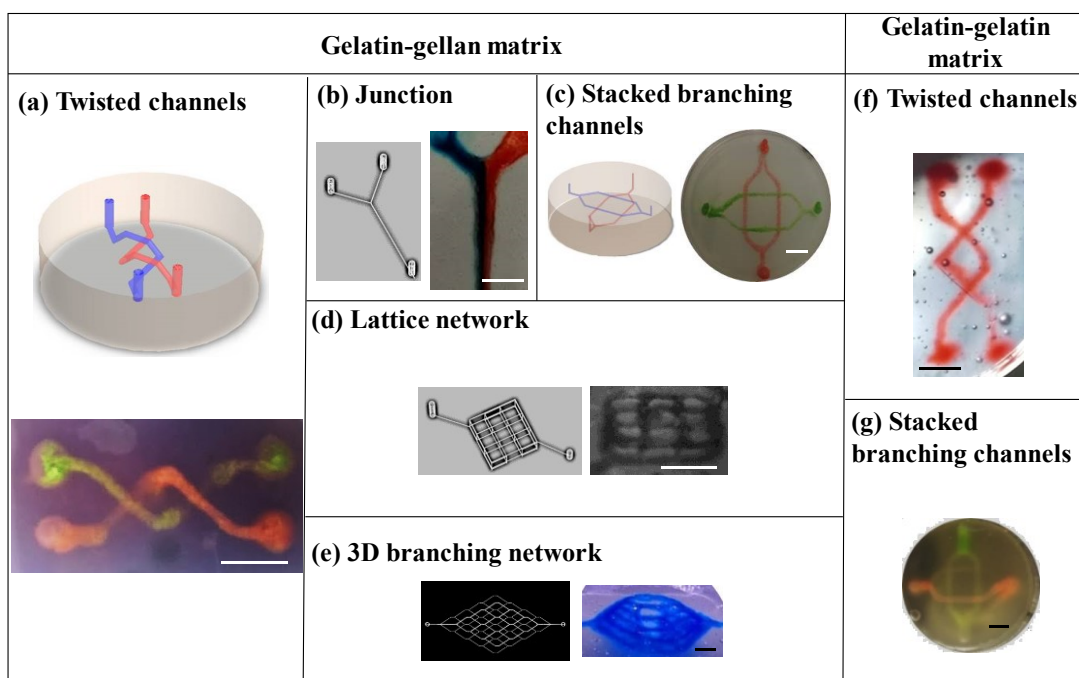 Gelatin-gellan matrix
Gelatin-gelatin
matrix
(a) Twisted channels
(b) Junction
(c) Stacked branching
channels
(d) Lattice network
(e) 3D branching network
(f) Twisted channels
(g) Stacked
branching channels